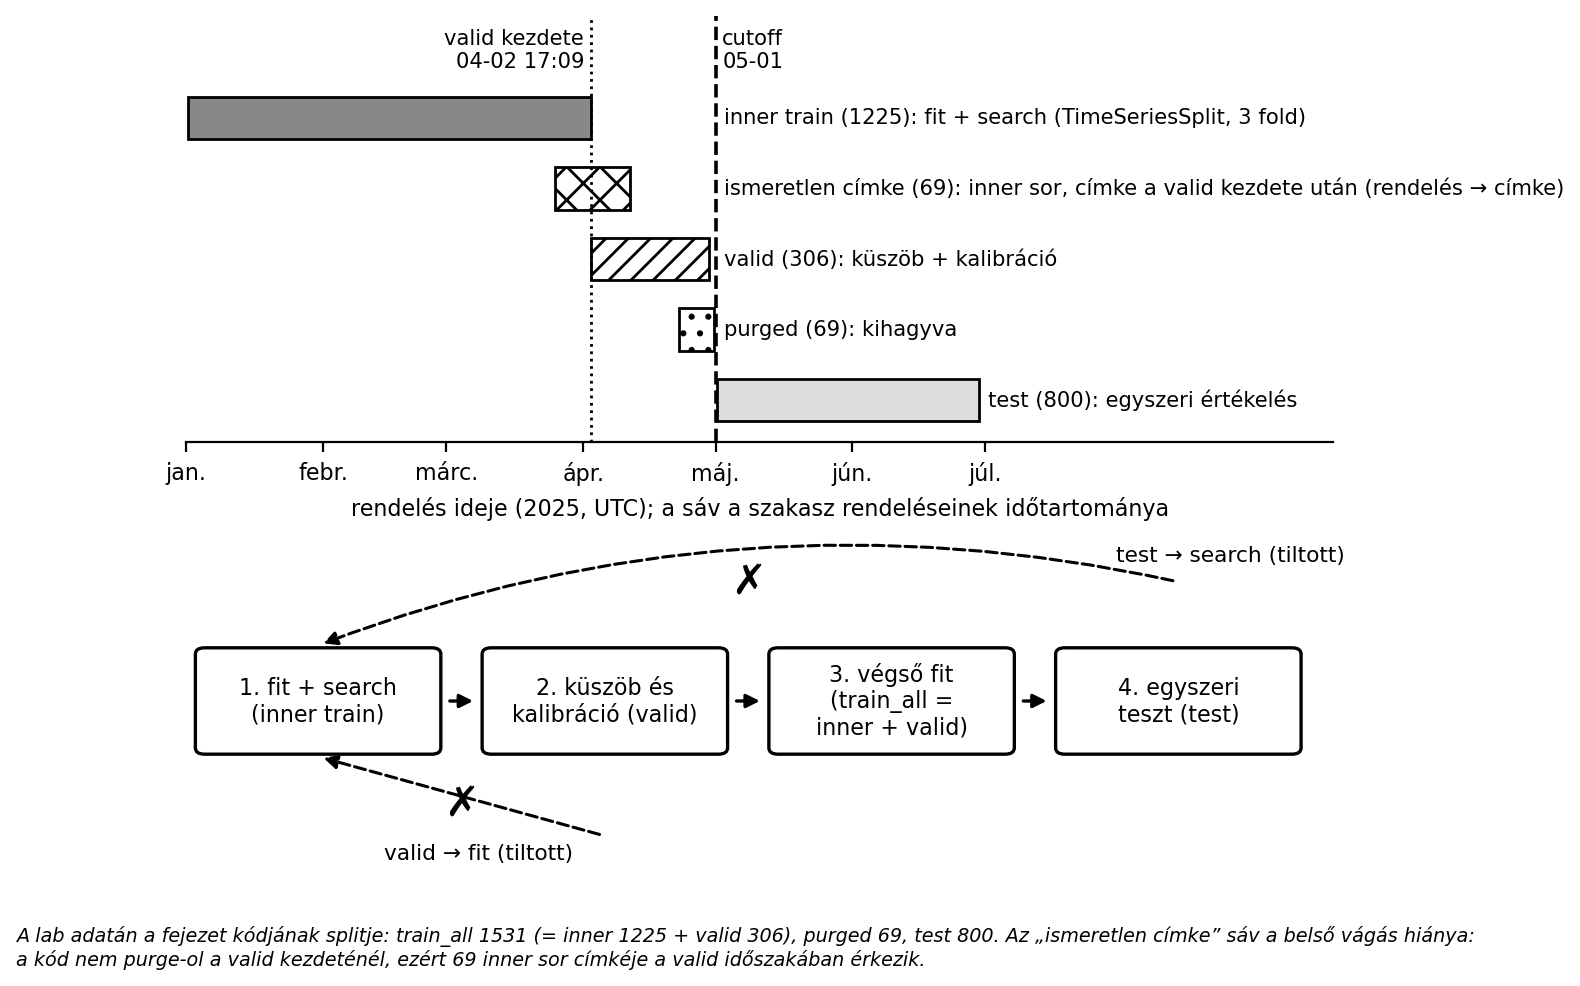 valid kezdete
04-02 17:09
cutoff
05-01
inner train (1225): fit + search (TimeSeriesSplit, 3 fold)
ismeretlen címke (69): inner sor, címke a valid kezdete után (rendelés → címke)
valid (306): küszöb + kalibráció
purged (69): kihagyva
test (800): egyszeri értékelés
jan. febr. márc. ápr. máj. jún. júl.
rendelés ideje (2025, UTC); a sáv a szakasz rendeléseinek időtartománya
test → search (tiltott)
✗
1. fit + search
(inner train)
2. küszöb és
kalibráció (valid)
3. végső fit
(train_all =
inner + valid)
4. egyszeri
teszt (test)
✗
valid → fit (tiltott)
A lab adatán a fejezet kódjának splitje: train_all 1531 (= inner 1225 + valid 306), purged 69, test 800. Az „ismeretlen címke” sáv a belső vágás hiánya:
a kód nem purge-ol a valid kezdeténél, ezért 69 inner sor címkéje a valid időszakában érkezik.